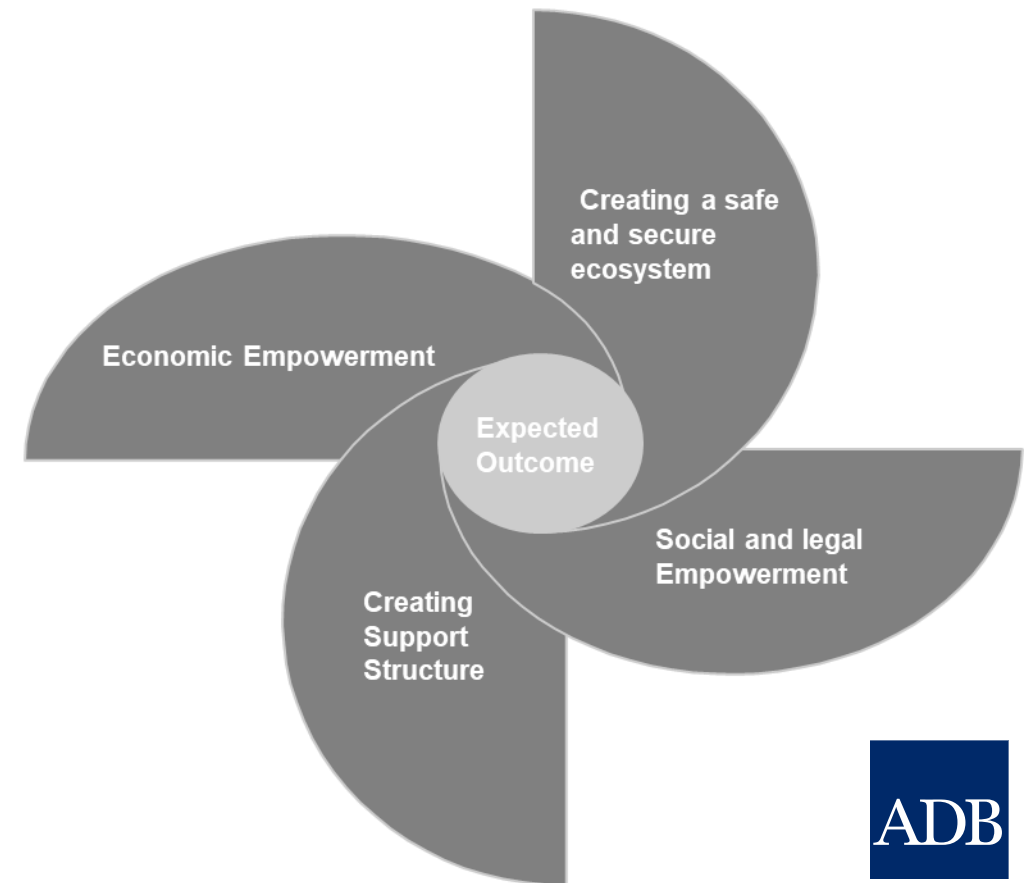 Creating a safe
and secure
ecosystem
Economic Empowerment
Expected
Outcome
Social and legal
Empowerment
Creating
Support
Structure
ADB